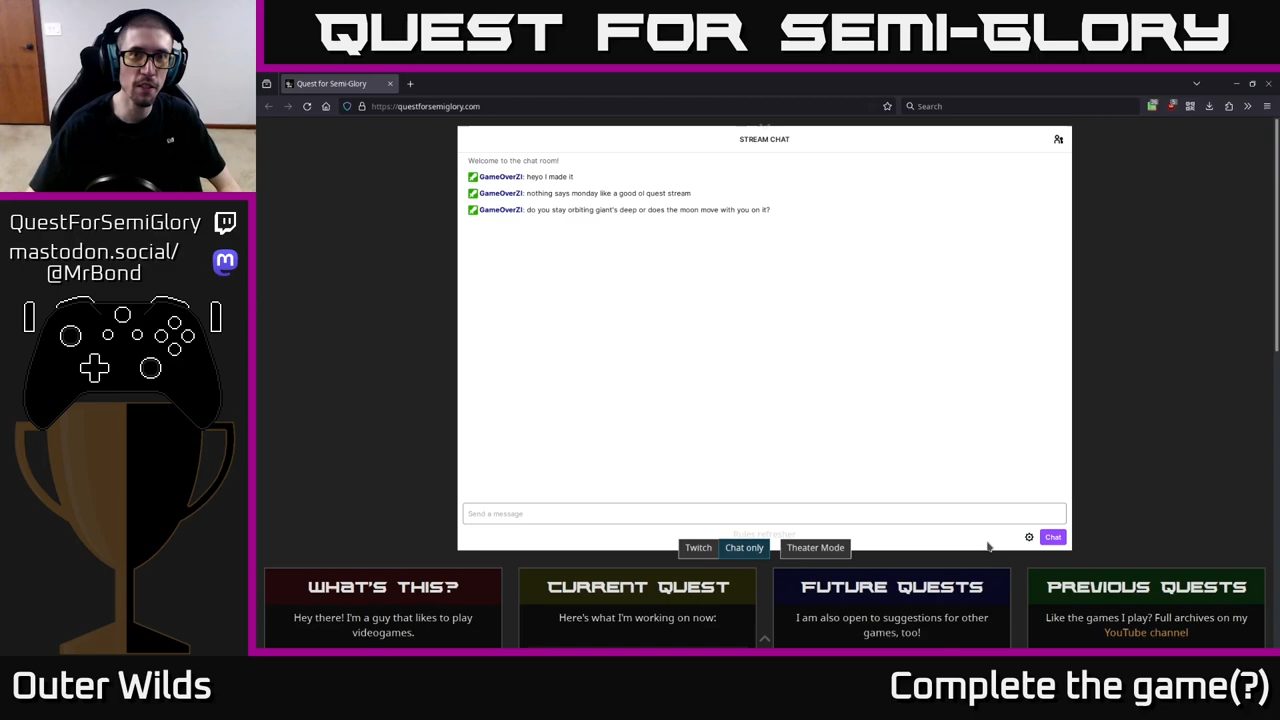 QUEST FOR SEMI-GLORY
Quest for Semi-Glory
https://questforsemiglory.com
Search
STREAM CHAT
Welcome to the chat room!
GameOverZI: heyo I made it
GameOverZI: nothing says monday like a good ol quest stream
GameOverZI: do you stay orbiting giant's deep or does the moon move with you on it?
Send a message
Rules refresher
Chat
Twitch
Chat only
Theater Mode
QuestForSemiGlory
mastodon.social/
@MrBond
WHAT'S THIS?
Hey there! I'm a guy that likes to play
videogames.
CURRENT QUEST
Here's what I'm working on now:
FUTURE QUESTS
I am also open to suggestions for other
games, too!
PREVIOUS QUESTS
Like the games I play? Full archives on my
YouTube channel
Outer Wilds
Complete the game(?)